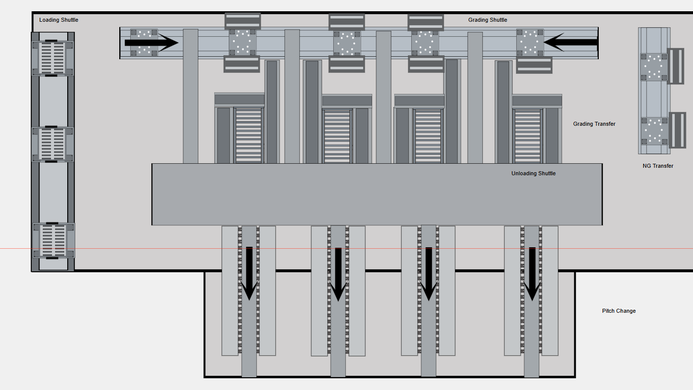 Loading Shuttle
Grading Shuttle
Grading Transfer
NG Transfer
Unloading Shuttle
Pitch Change